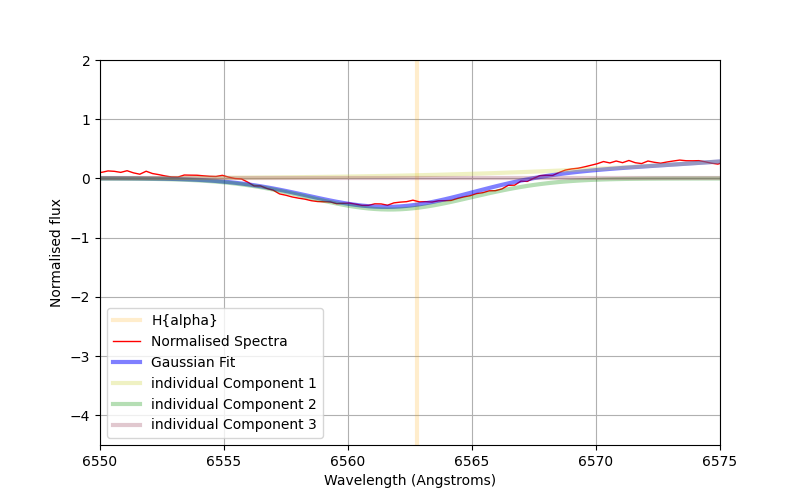 2
1
0
−1
−2
−3
−4
Normalised flux
H{alpha}
Normalised Spectra
Gaussian Fit
individual Component 1
individual Component 2
individual Component 3
6550 6555 6560 6565 6570 6575
Wavelength (Angstroms)